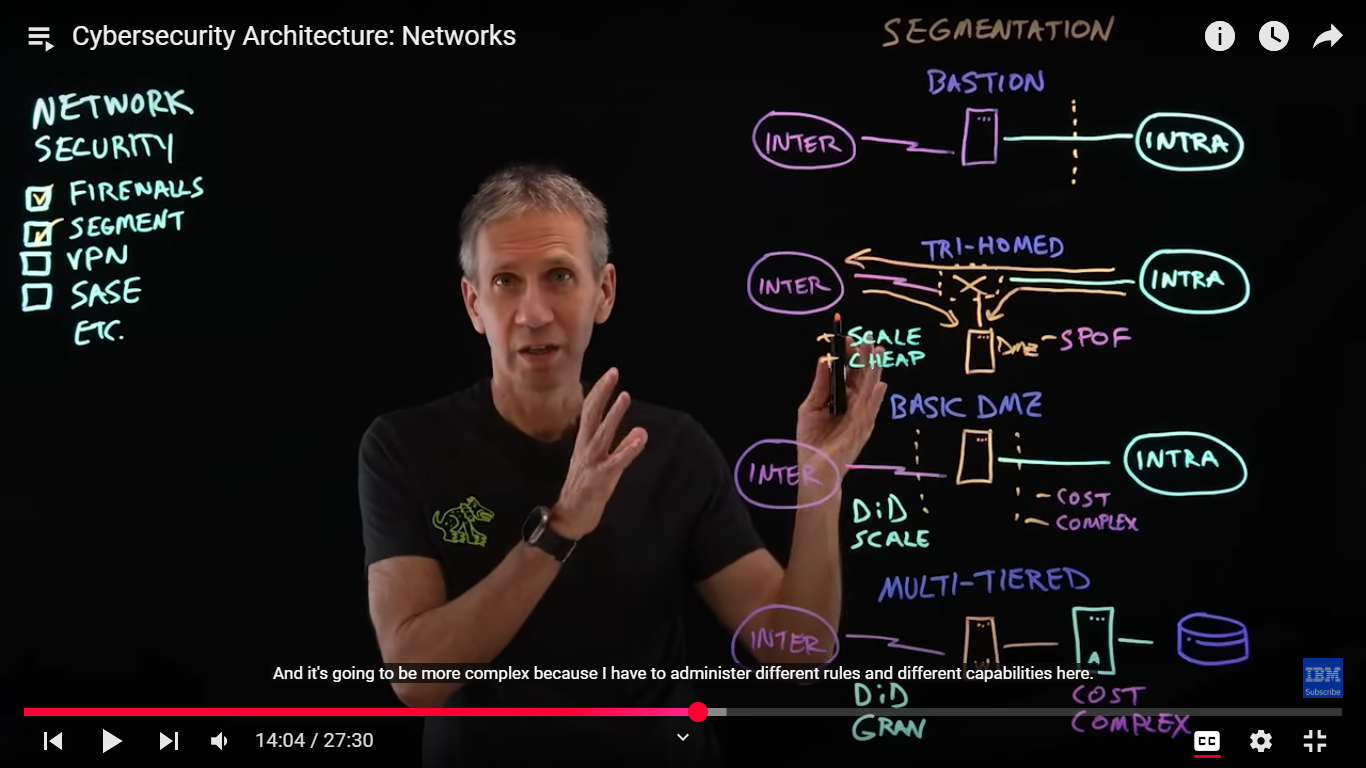 Cybersecurity Architecture: Networks
NETWORK
SECURITY
FIREWALLS
SEGMENT
VPN
SASE
ETC.
SEGMENTATION
BASTION
INTER
INTRA
TRI-HOMED
INTER
INTRA
+ SCALE
+ CHEAP
DMZ
- SPOF
BASIC DMZ
INTER
INTRA
DiD
SCALE
- COST
- COMPLEX
MULTI-TIERED
INTER
W
A
DiD
GRAN
COST
COMPLEX
And it's going to be more complex because I have to administer different rules and different capabilities here.
IBM
Subscribe
14:04 / 27:30
CC